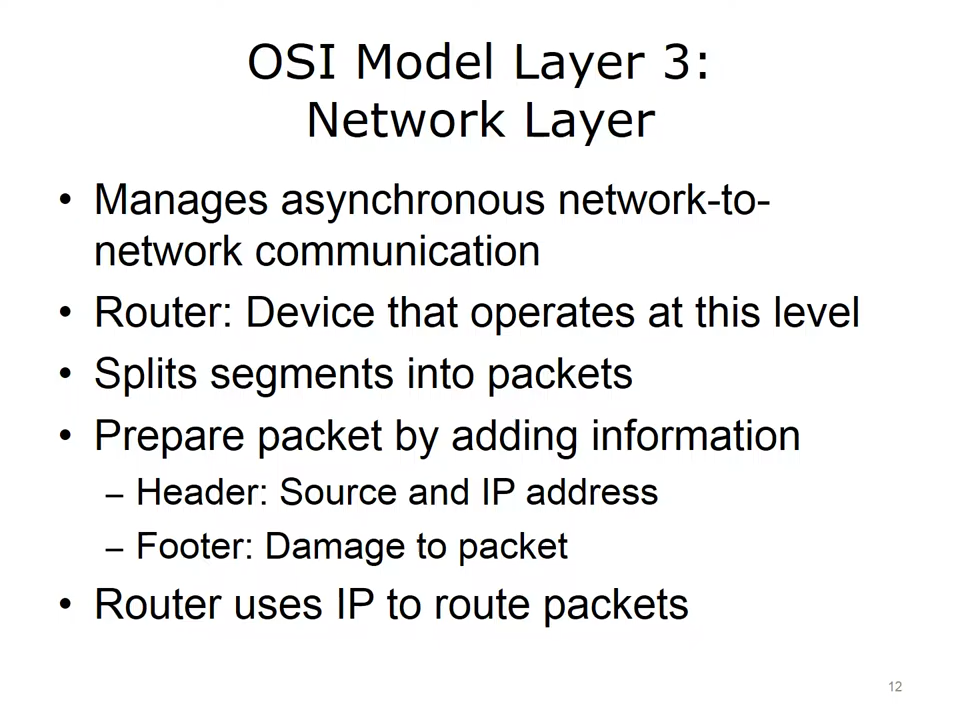 OSI Model Layer 3:
Network Layer
• Manages asynchronous network-to-
network communication
• Router: Device that operates at this level
• Splits segments into packets
• Prepare packet by adding information
– Header: Source and IP address
– Footer: Damage to packet
• Router uses IP to route packets
12